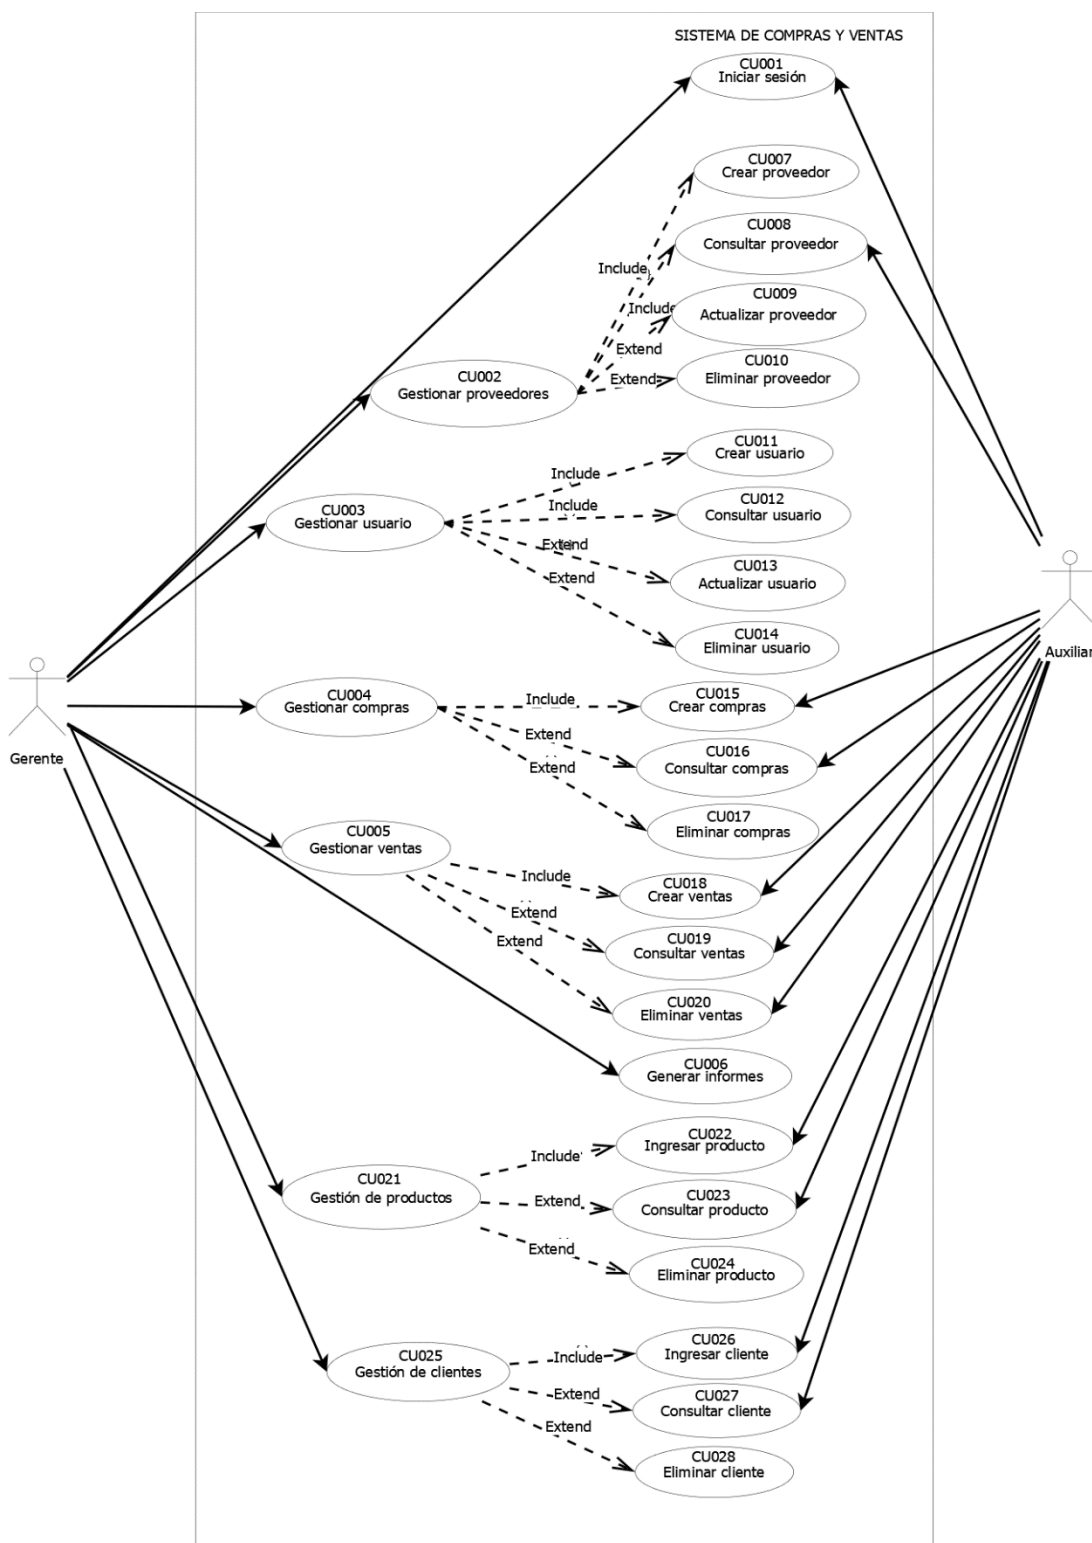 SISTEMA DE COMPRAS Y VENTAS
CU001
Iniciar sesión
CU007
Crear proveedor
CU008
Consultar proveedor
Include
CU009
Actualizar proveedor
Include
Extend
CU010
Eliminar proveedor
Extend
CU002
Gestionar proveedores
CU011
Crear usuario
Include
CU012
Consultar usuario
Include
CU003
Gestionar usuario
Extend
CU013
Actualizar usuario
Extend
CU014
Eliminar usuario
Auxiliar
Gerente
CU004
Gestionar compras
Include
CU015
Crear compras
Extend
CU016
Consultar compras
Extend
CU017
Eliminar compras
CU005
Gestionar ventas
Include
CU018
Crear ventas
Extend
CU019
Consultar ventas
Extend
CU020
Eliminar ventas
CU006
Generar informes
CU022
Ingresar producto
Include
CU021
Gestión de productos
Extend
CU023
Consultar producto
Extend
CU024
Eliminar producto
CU026
Ingresar cliente
Include
CU025
Gestión de clientes
Extend
CU027
Consultar cliente
Extend
CU028
Eliminar cliente